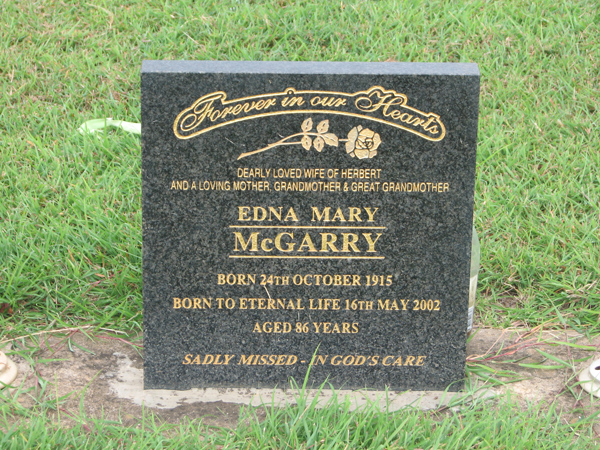 Forever in our Hearts
DEARLY LOVED WIFE OF HERBERT
AND A LOVING MOTHER, GRANDMOTHER & GREAT GRANDMOTHER
EDNA MARY
McGARRY
BORN 24TH OCTOBER 1915
BORN TO ETERNAL LIFE 16TH MAY 2002
AGED 86 YEARS
SADLY MISSED - IN GOD'S CARE